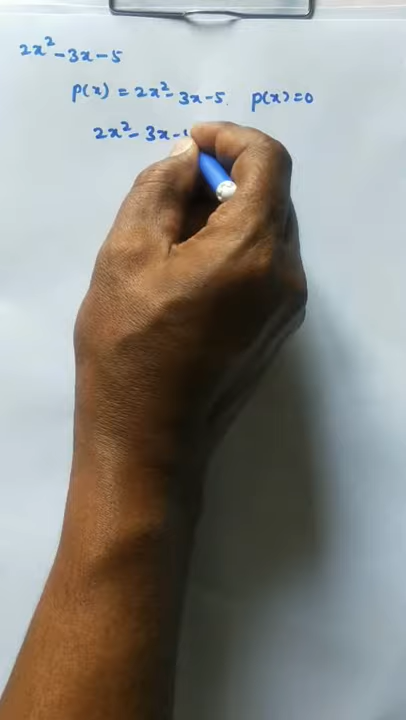 2x² - 3x - 5
p(x) = 2x² - 3x - 5. p(x) = 0
2x² - 3x -